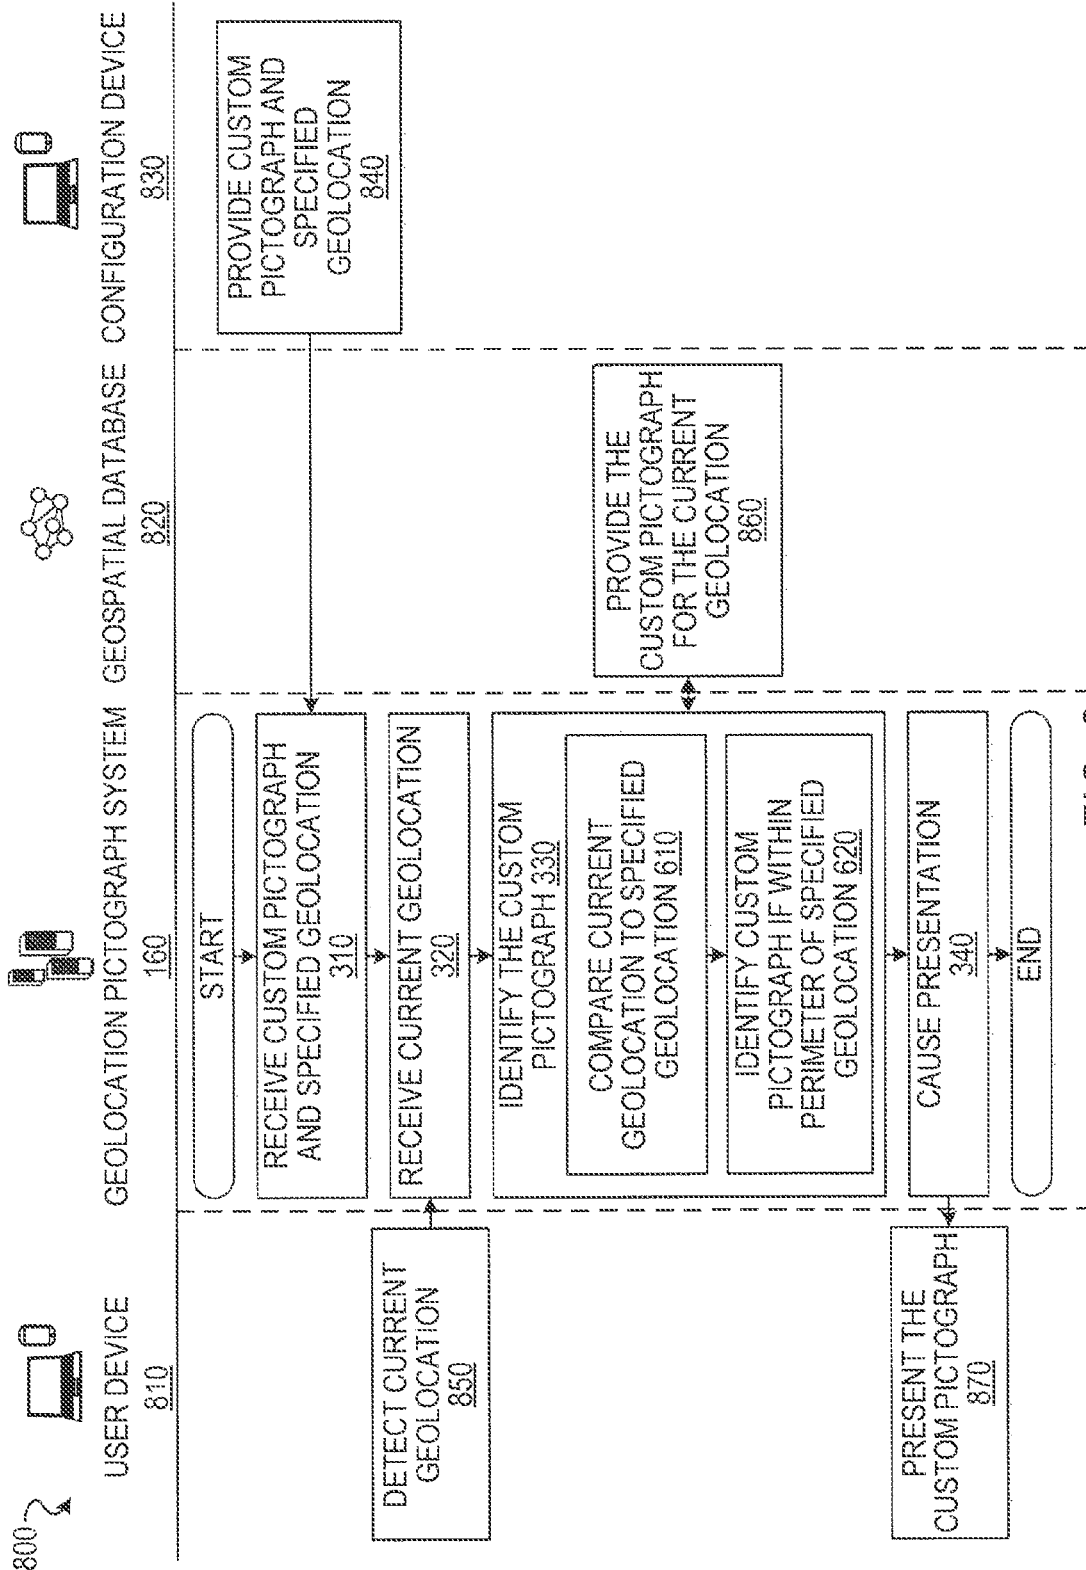 800
USER DEVICE
810
GEOLOCATION PICTOGRAPH SYSTEM
160
GEOSPATIAL DATABASE
820
CONFIGURATION DEVICE
830
START
PROVIDE CUSTOM
PICTOGRAPH AND
SPECIFIED
GEOLOCATION
840
RECEIVE CUSTOM PICTOGRAPH
AND SPECIFIED GEOLOCATION
310
DETECT CURRENT
GEOLOCATION
850
RECEIVE CURRENT GEOLOCATION
320
IDENTIFY THE CUSTOM
PICTOGRAPH 330
COMPARE CURRENT
GEOLOCATION TO SPECIFIED
GEOLOCATION 610
IDENTIFY CUSTOM
PICTOGRAPH IF WITHIN
PERIMETER OF SPECIFIED
GEOLOCATION 620
PROVIDE THE
CUSTOM PICTOGRAPH
FOR THE CURRENT
GEOLOCATION
860
CAUSE PRESENTATION
340
PRESENT THE
CUSTOM PICTOGRAPH
870
END